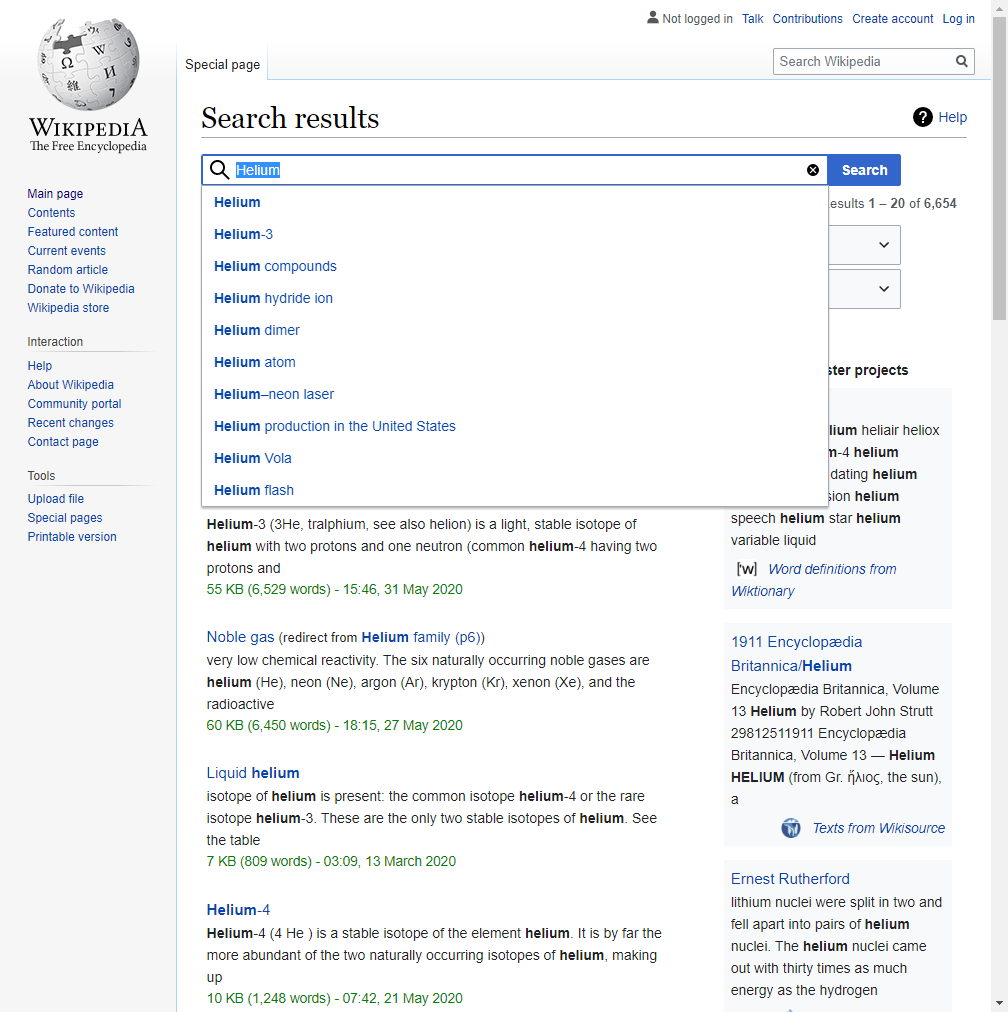 Not logged in Talk Contributions Create account Log in
Special page
Search Wikipedia
WIKIPEDIA
The Free Encyclopedia
Main page
Contents
Featured content
Current events
Random article
Donate to Wikipedia
Wikipedia store
Interaction
Help
About Wikipedia
Community portal
Recent changes
Contact page
Tools
Upload file
Special pages
Printable version
Search results
Help
Helium
Search
Helium
Helium-3
Helium compounds
Helium hydride ion
Helium dimer
Helium atom
Helium–neon laser
Helium production in the United States
Helium Vola
Helium flash
1 – 20 of 6,654
Helium-3 (3He, tralphium, see also helion) is a light, stable isotope of
helium with two protons and one neutron (common helium-4 having two
protons and
55 KB (6,529 words) - 15:46, 31 May 2020
Noble gas (redirect from Helium family (p6))
very low chemical reactivity. The six naturally occurring noble gases are
helium (He), neon (Ne), argon (Ar), krypton (Kr), xenon (Xe), and the
radioactive
60 KB (6,450 words) - 18:15, 27 May 2020
Liquid helium
isotope of helium is present: the common isotope helium-4 or the rare
isotope helium-3. These are the only two stable isotopes of helium. See
the table
7 KB (809 words) - 03:09, 13 March 2020
Helium-4
Helium-4 (4 He ) is a stable isotope of the element helium. It is by far the
more abundant of the two naturally occurring isotopes of helium, making
up
10 KB (1,248 words) - 07:42, 21 May 2020
projects
heliair heliox
helium
dating helium
helium
speech helium star helium
variable liquid
['w] Word definitions from
Wiktionary
1911 Encyclopædia
Britannica/Helium
Encyclopædia Britannica, Volume
13 Helium by Robert John Strutt
29812511911 Encyclopædia
Britannica, Volume 13 — Helium
HELIUM (from Gr. ἥλιος, the sun),
a
Texts from Wikisource
Ernest Rutherford
lithium nuclei were split in two and
fell apart into pairs of helium
nuclei. The helium nuclei came
out with thirty times as much
energy as the hydrogen